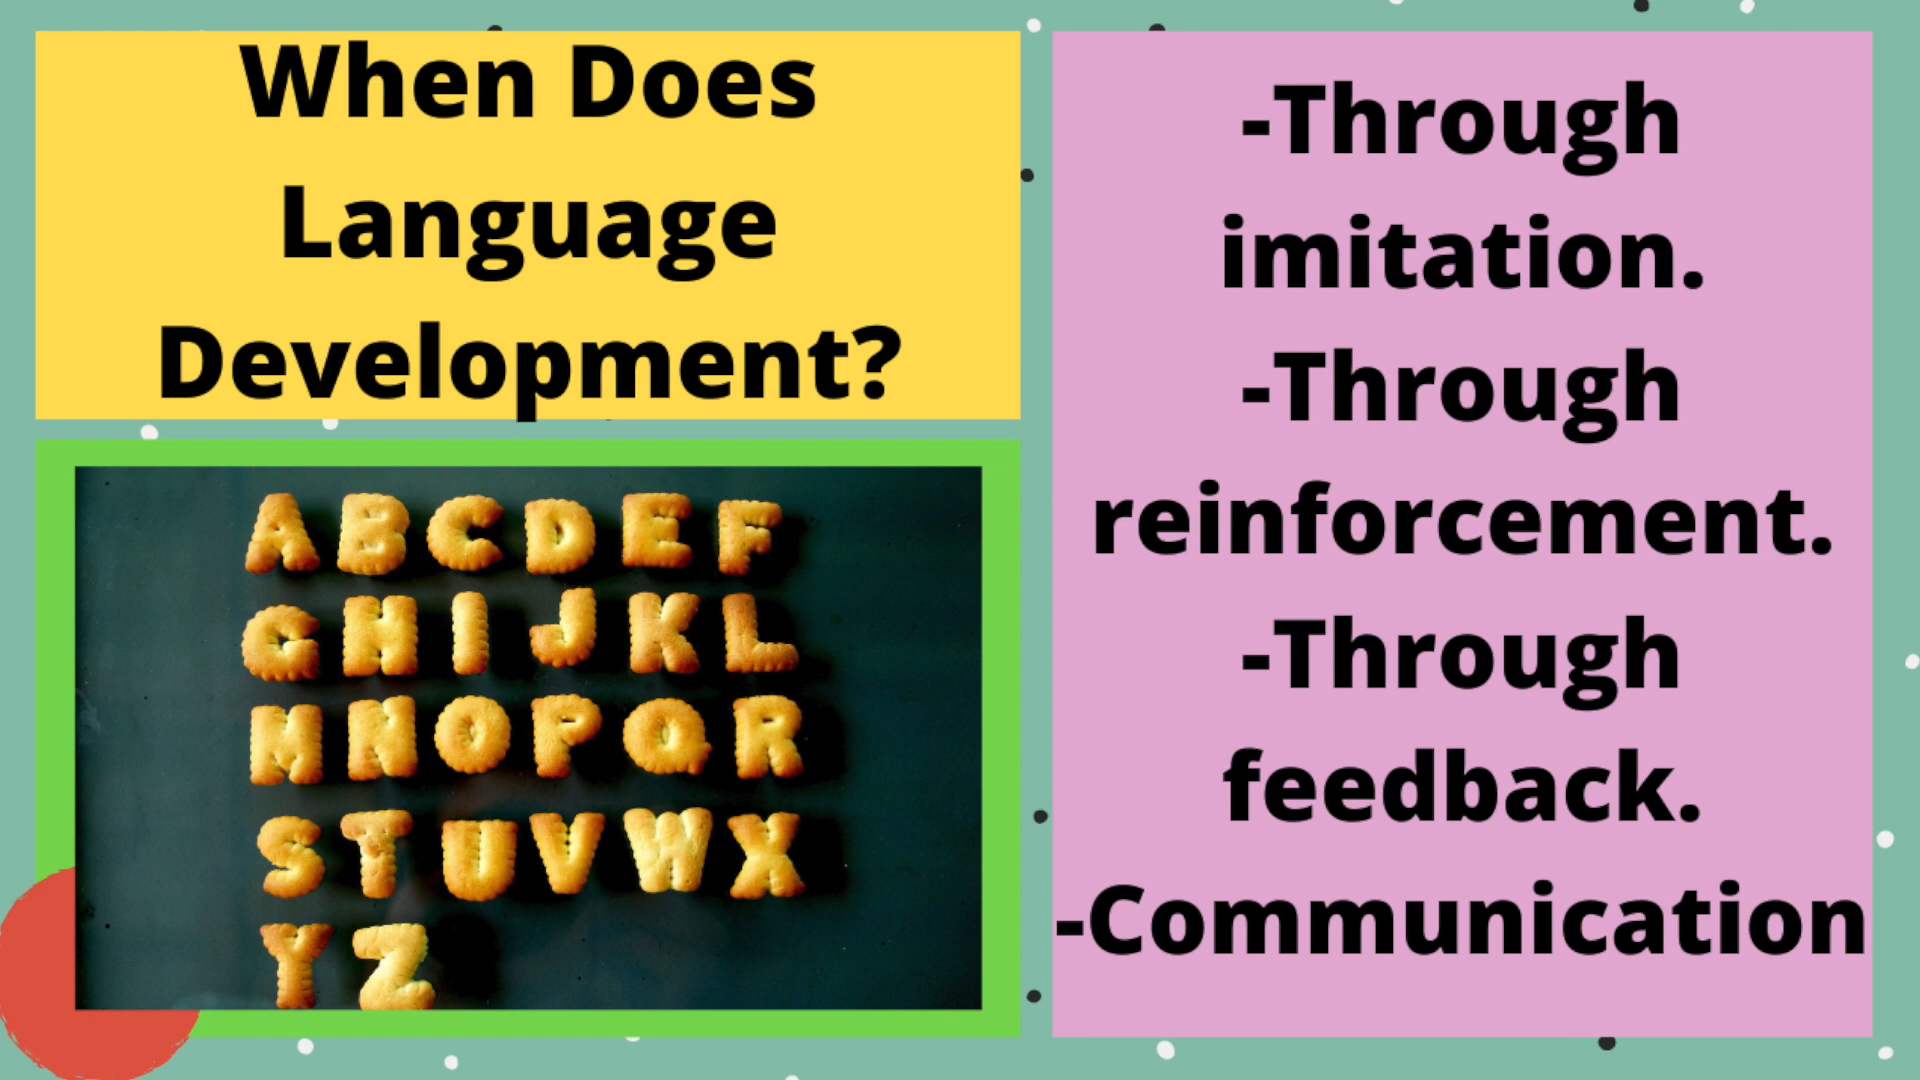 When Does
Language
Development?
A B C D E F
G H I J K L
M N O P Q R
S T U V W X
Y Z
-Through
imitation.
-Through
reinforcement.
-Through
feedback.
-Communication